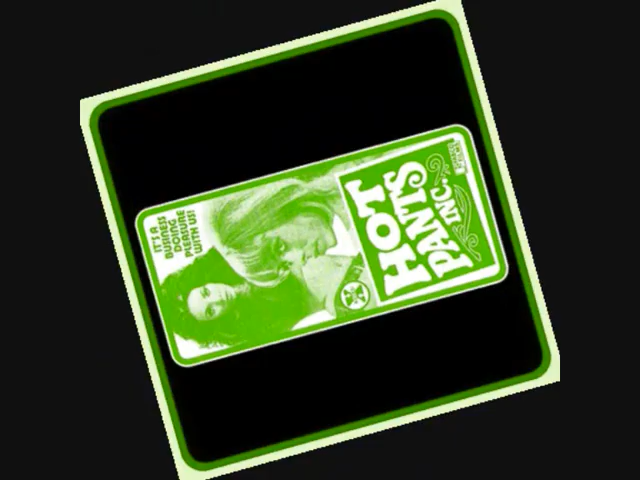 IT'S A
BUSINESS
DOING
PLEASURE
WITH US!
HOT
PANTS
INC.